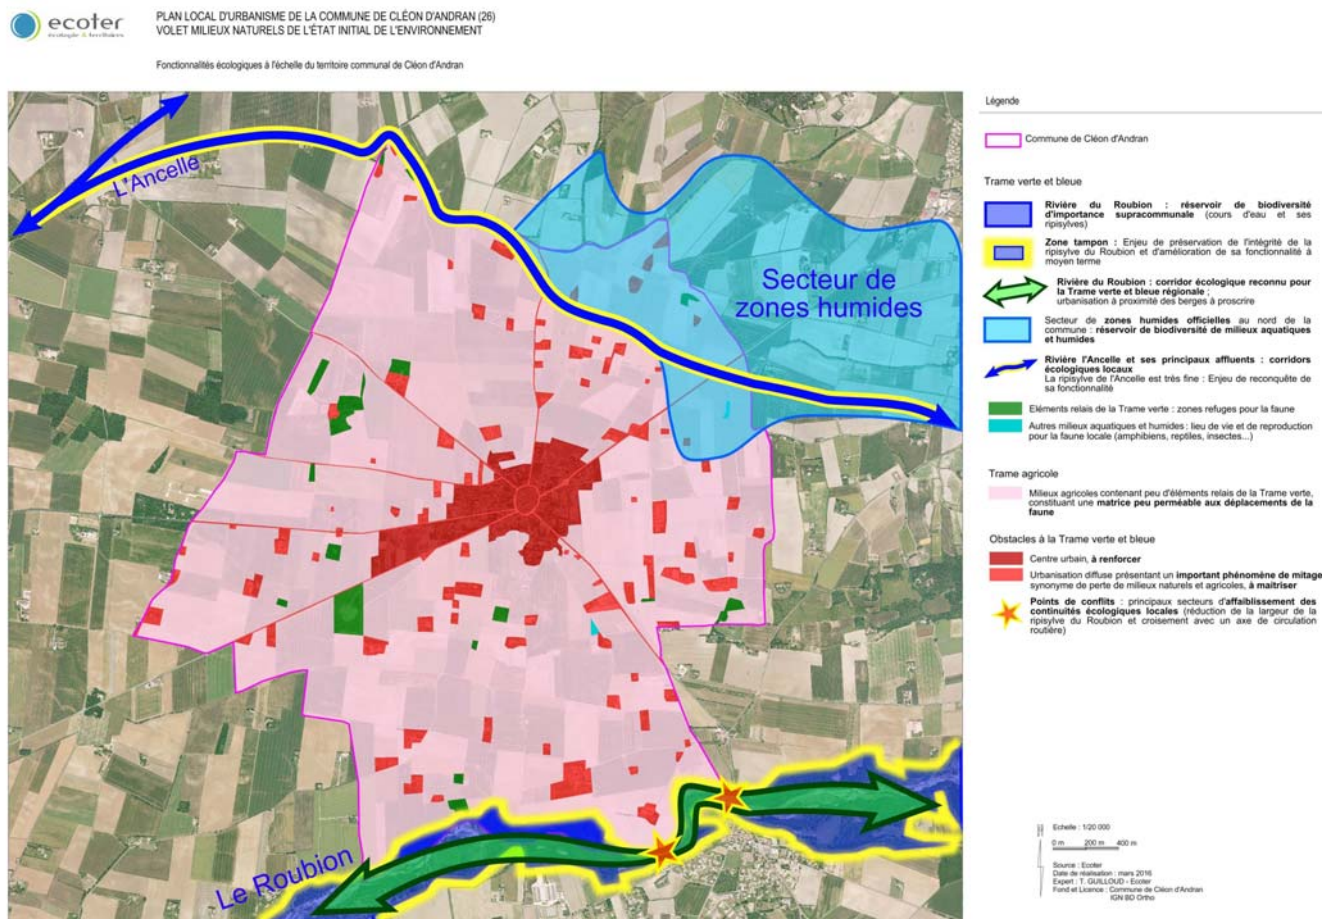 ecoter
écologie & territoires
PLAN LOCAL D'URBANISME DE LA COMMUNE DE CLÉON D'ANDRAN (26)
VOLET MILIEUX NATURELS DE L'ÉTAT INITIAL DE L'ENVIRONNEMENT
Fonctionnalités écologiques à l'échelle du territoire communal de Cléon d'Andran
L'Ancelle
Secteur de
zones humides
Le Roubion
Légende
Commune de Cléon d'Andran
Trame verte et bleue
Rivière du Roubion : réservoir de biodiversité
d'importance supracommunale (cours d'eau et ses
ripisylves)
Zone tampon : Enjeu de préservation de l'intégrité de la
ripisylve du Roubion et d'amélioration de sa fonctionnalité à
moyen terme
Rivière du Roubion : corridor écologique reconnu pour
la Trame verte et bleue régionale ;
urbanisation à proximité des berges à proscrire
Secteur de zones humides officielles au nord de la
commune : réservoir de biodiversité de milieux aquatiques
et humides
Rivière l'Ancelle et ses principaux affluents : corridors
écologiques locaux
La ripisylve de l'Ancelle est très fine : Enjeu de reconquête de
sa fonctionnalité
Eléments relais de la Trame verte : zones refuges pour la faune
Autres milieux aquatiques et humides : lieu de vie et de reproduction
pour la faune locale (amphibiens, reptiles, insectes...)
Trame agricole
Milieux agricoles contenant peu d'éléments relais de la Trame verte,
constituant une matrice peu perméable aux déplacements de la
faune
Obstacles à la Trame verte et bleue
Centre urbain, à renforcer
Urbanisation diffuse présentant un important phénomène de mitage
synonyme de perte de milieux naturels et agricoles, à maitriser
Points de conflits : principaux secteurs d'affaiblissement des
continuités écologiques locales (réduction de la largeur de la
ripisylve du Roubion et croisement avec un axe de circulation
routière)
Echelle : 1/20 000
0 m 200 m 400 m
Source : Ecoter
Date de réalisation : mars 2016
Expert : T. GUILLOUD - Ecoter
Fond et Licence : Commune de Cléon d'Andran
IGN BD Ortho